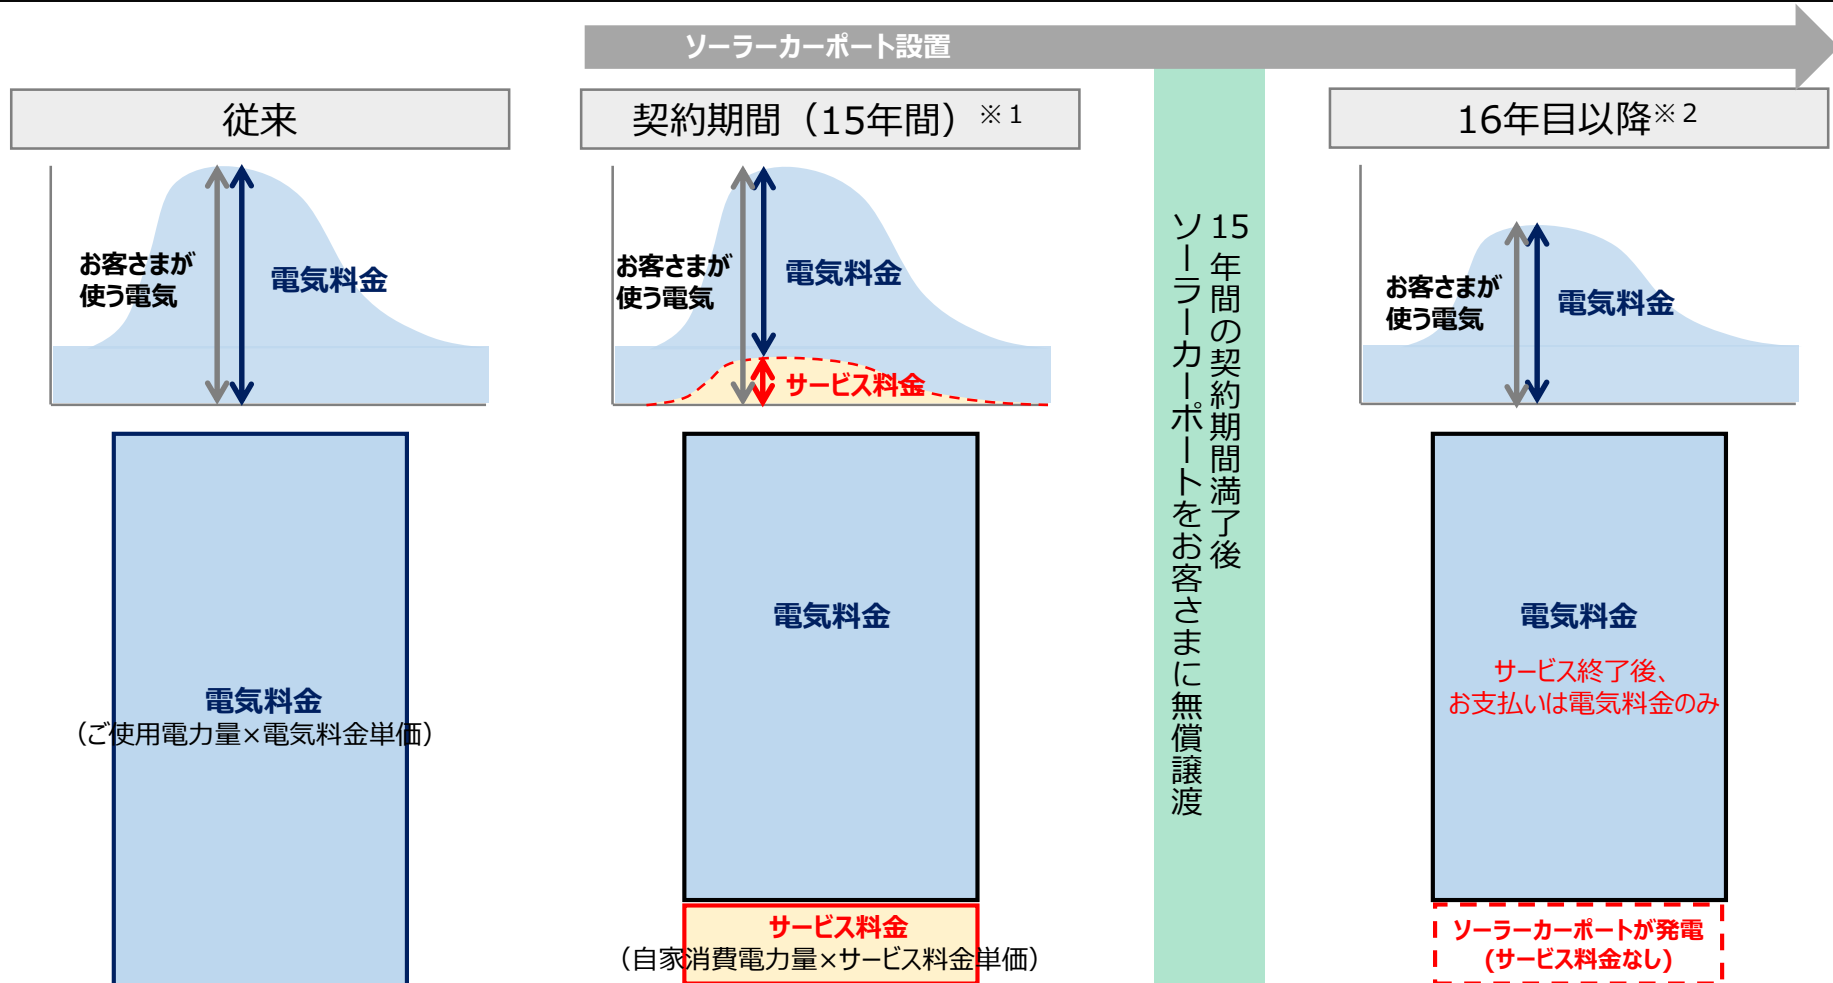 ソーラーカーポート設置
従来
お客さまが
使う電気
電気料金
電気料金
（ご使用電力量×電気料金単価）
契約期間（15年間）※１
お客さまが
使う電気
電気料金
サービス料金
電気料金
サービス料金
（自家消費電力量×サービス料金単価）
15年間の契約期間満了後
ソーラーカーポートをお客さまに無償譲渡
16年目以降※２
お客さまが
使う電気
電気料金
電気料金
サービス終了後、
お支払いは電気料金のみ
ソーラーカーポートが発電
(サービス料金なし)